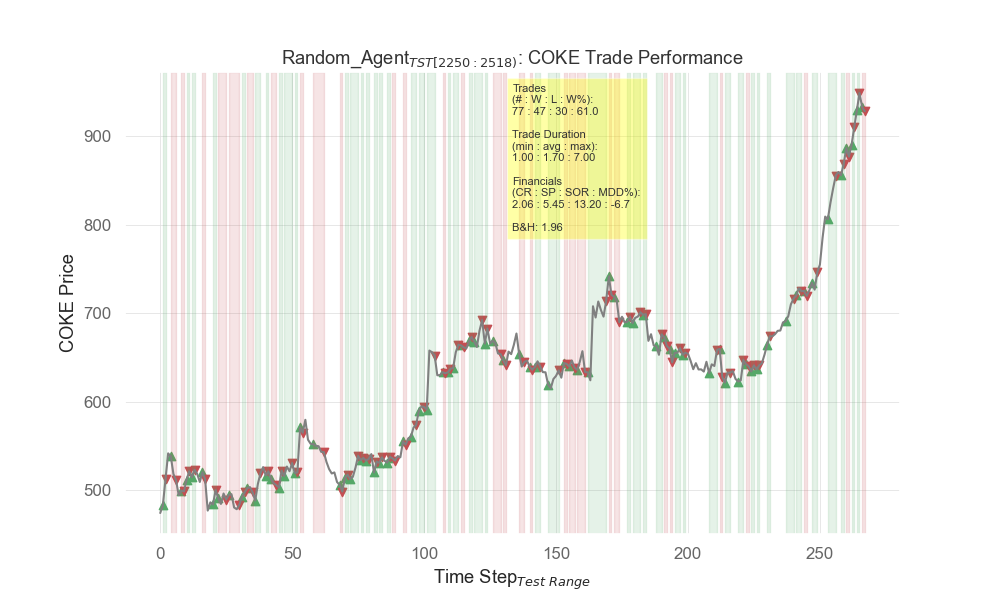 Random_Agent_TST[2250:2518): COKE Trade Performance
Trades
(# : W : L : W%):
77 : 47 : 30 : 61.0
Trade Duration
(min : avg : max):
1.00 : 1.70 : 7.00
Financials
(CR : SP : SOR : MDD%):
2.06 : 5.45 : 13.20 : -6.7
B&H: 1.96
900
800
700
600
500
COKE Price
0 50 100 150 200 250
Time Step_Test Range